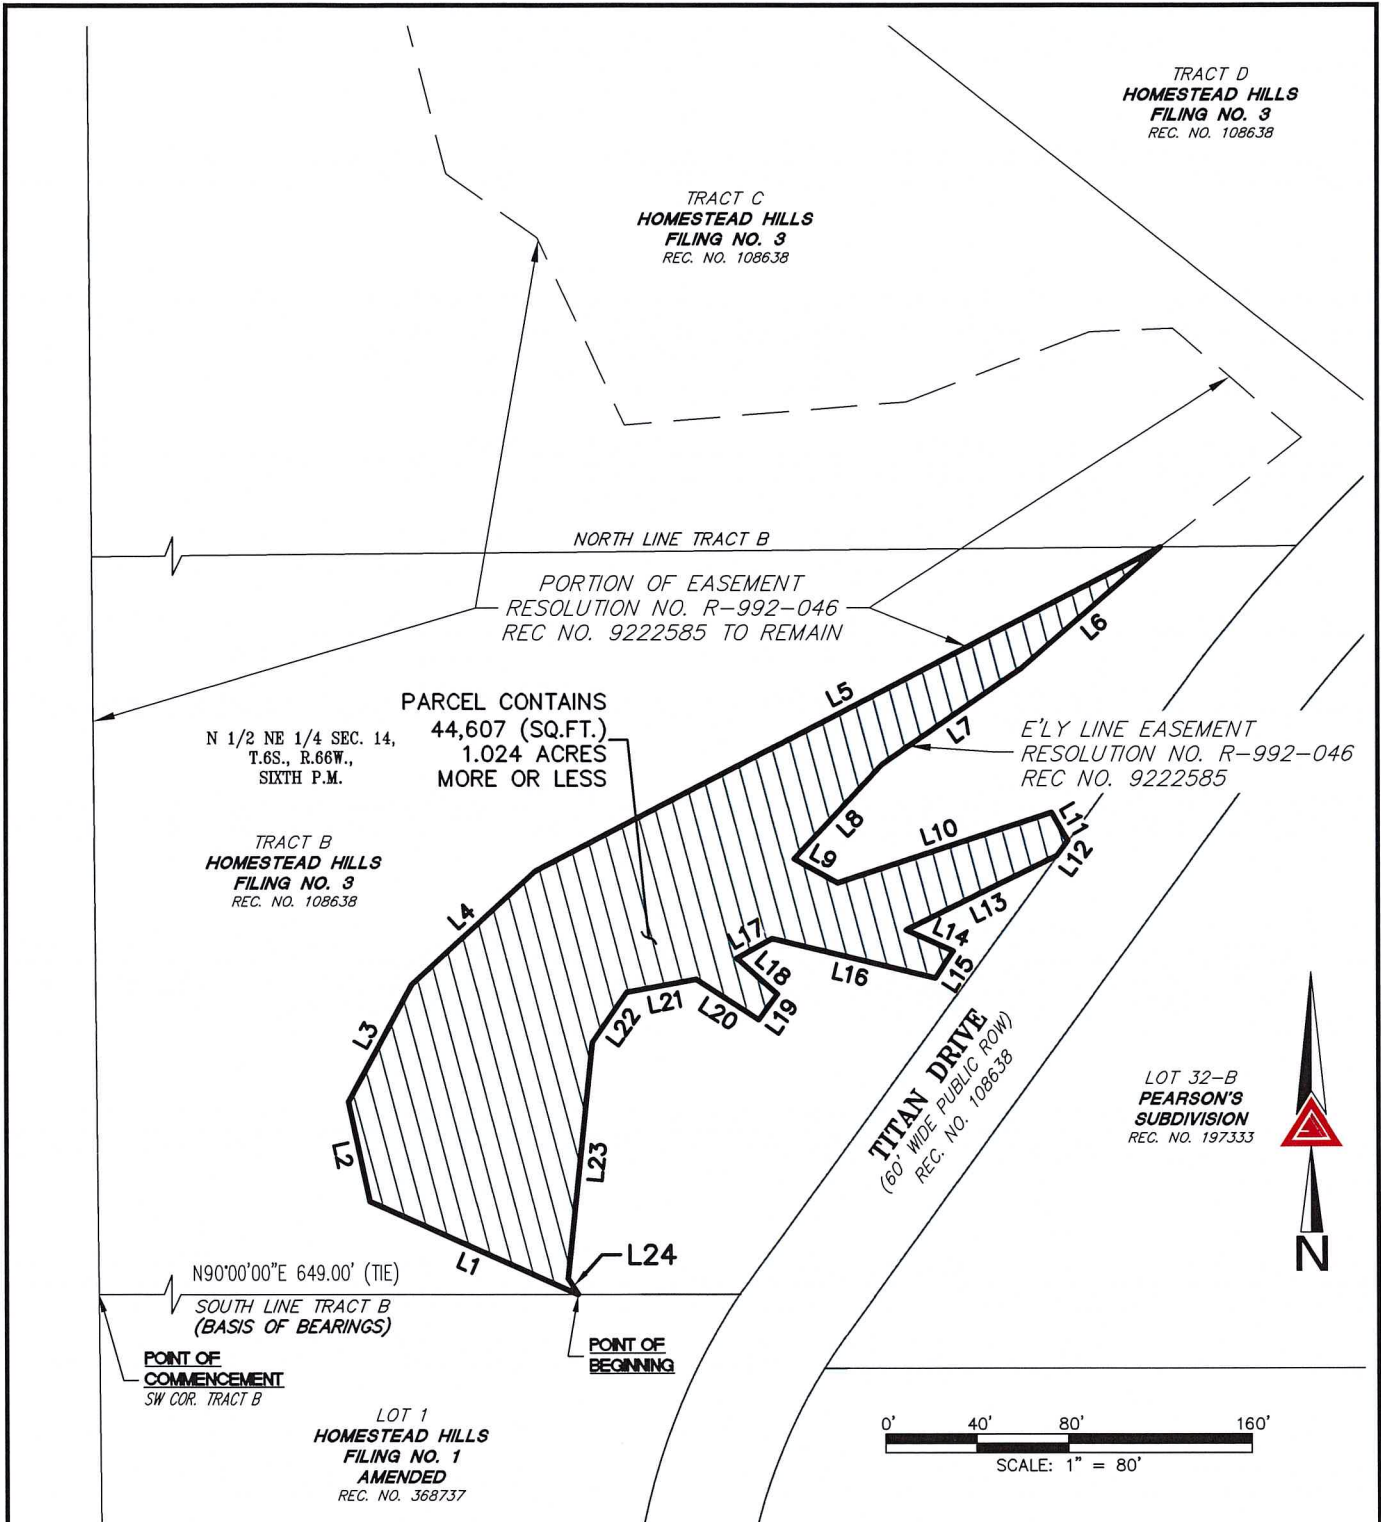 TRACT D
HOMESTEAD HILLS
FILING NO. 3
REC. NO. 108638
TRACT C
HOMESTEAD HILLS
FILING NO. 3
REC. NO. 108638
NORTH LINE TRACT B
PORTION OF EASEMENT
RESOLUTION NO. R-992-046
REC NO. 9222585 TO REMAIN
L6
L5
PARCEL CONTAINS
44,607 (SQ.FT.)
1.024 ACRES
MORE OR LESS
N 1/2 NE 1/4 SEC. 14,
T.6S., R.66W.,
SIXTH P.M.
L7
E'LY LINE EASEMENT
RESOLUTION NO. R-992-046
REC NO. 9222585
TRACT B
HOMESTEAD HILLS
FILING NO. 3
REC. NO. 108638
L8
L9
L10
L11
L12
L4
L13
L14
L15
L16
L17
L18
L19
L20
L21
L22
L3
L2
L23
L1
L24
TITAN DRIVE
(60' WIDE PUBLIC ROW)
REC. NO. 108638
LOT 32-B
PEARSON'S
SUBDIVISION
REC. NO. 197333
N
N90°00'00"E 649.00' (TIE)
SOUTH LINE TRACT B
(BASIS OF BEARINGS)
POINT OF
COMMENCEMENT
SW COR. TRACT B
POINT OF
BEGINNING
LOT 1
HOMESTEAD HILLS
FILING NO. 1
AMENDED
REC. NO. 368737
0' 40' 80' 160'
SCALE: 1" = 80'